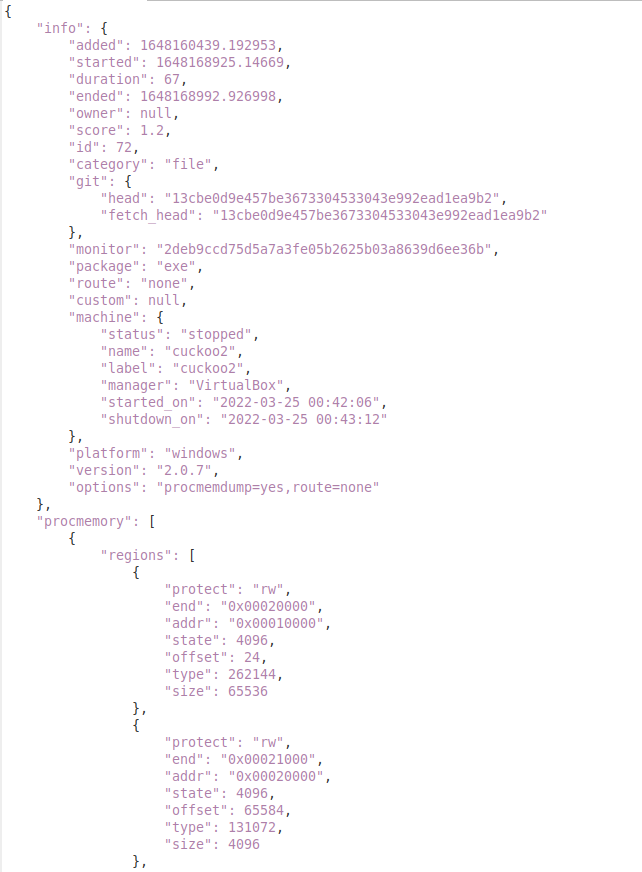 {
    "info": {
        "added": 1648160439.192953,
        "started": 1648168925.14669,
        "duration": 67,
        "ended": 1648168992.926998,
        "owner": null,
        "score": 1.2,
        "id": 72,
        "category": "file",
        "git": {
            "head": "13cbe0d9e457be3673304533043e992ead1ea9b2",
            "fetch_head": "13cbe0d9e457be3673304533043e992ead1ea9b2"
        },
        "monitor": "2deb9ccd75d5a7a3fe05b2625b03a8639d6ee36b",
        "package": "exe",
        "route": "none",
        "custom": null,
        "machine": {
            "status": "stopped",
            "name": "cuckoo2",
            "label": "cuckoo2",
            "manager": "VirtualBox",
            "started_on": "2022-03-25 00:42:06",
            "shutdown_on": "2022-03-25 00:43:12"
        },
        "platform": "windows",
        "version": "2.0.7",
        "options": "procmemdump=yes,route=none"
    },
    "procmemory": [
        {
            "regions": [
                {
                    "protect": "rw",
                    "end": "0x00020000",
                    "addr": "0x00010000",
                    "state": 4096,
                    "offset": 24,
                    "type": 262144,
                    "size": 65536
                },
                {
                    "protect": "rw",
                    "end": "0x00021000",
                    "addr": "0x00020000",
                    "state": 4096,
                    "offset": 65584,
                    "type": 131072,
                    "size": 4096
                },